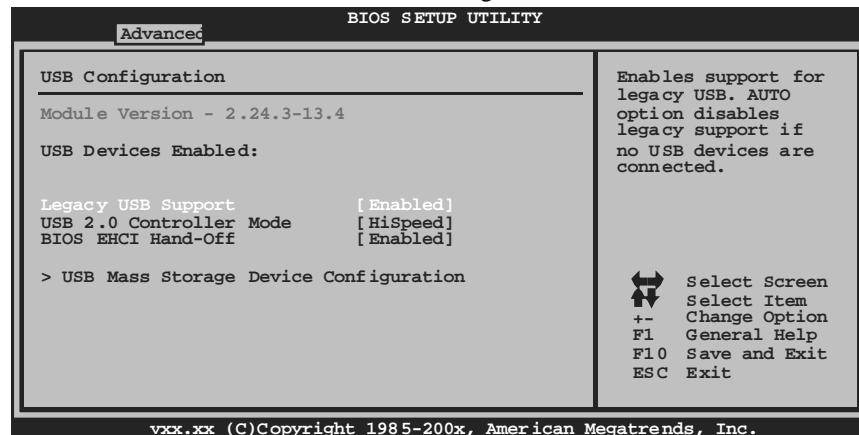 BIOS SETUP UTILITY
Advanced
USB Configuration
Module Version - 2.24.3-13.4
USB Devices Enabled:
Legacy USB Support [Enabled]
USB 2.0 Controller Mode [HiSpeed]
BIOS EHCI Hand-Off [Enabled]
> USB Mass Storage Device Configuration
Enables support for
legacy USB. AUTO
option disables
legacy support if
no USB devices are
connected.
Select Screen
Select Item
+- Change Option
F1 General Help
F10 Save and Exit
ESC Exit
vxx.xx (C)Copyright 1985-200x, American Megatrends, Inc.